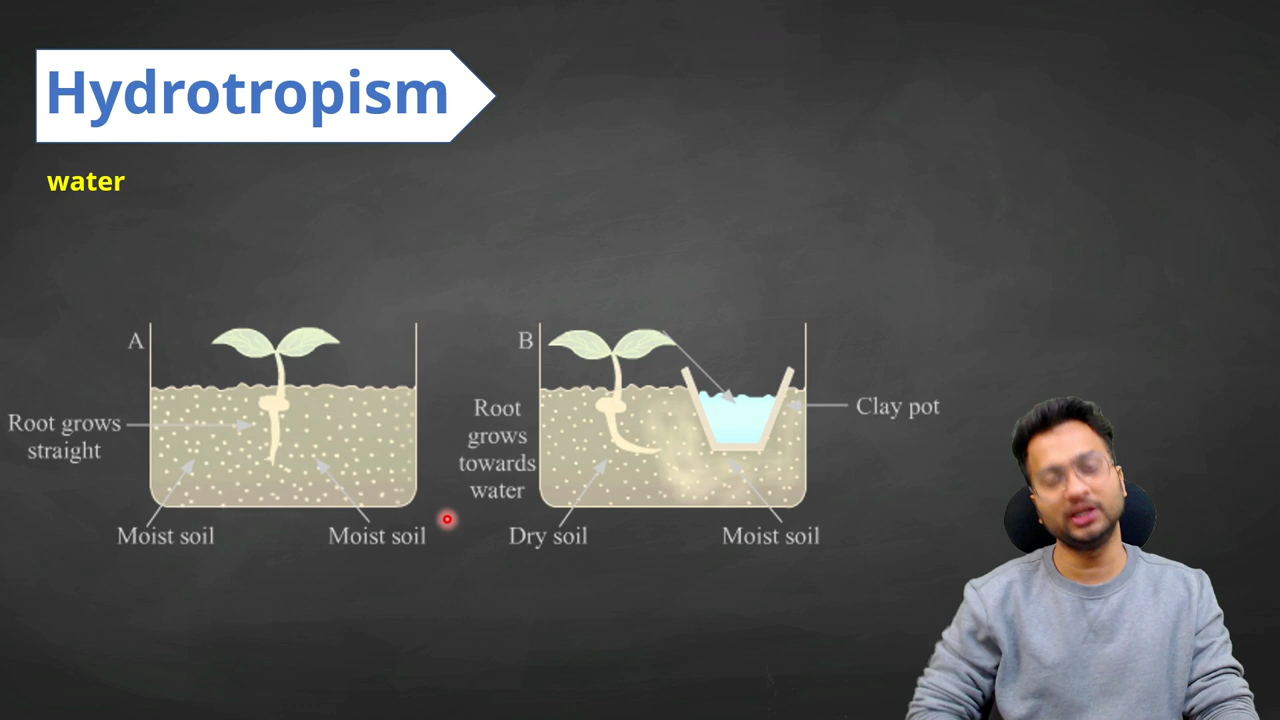 Hydrotropism
water
A
Root grows
straight
Moist soil
Moist soil
B
Root
grows
towards
water
Dry soil
Moist soil
Clay pot